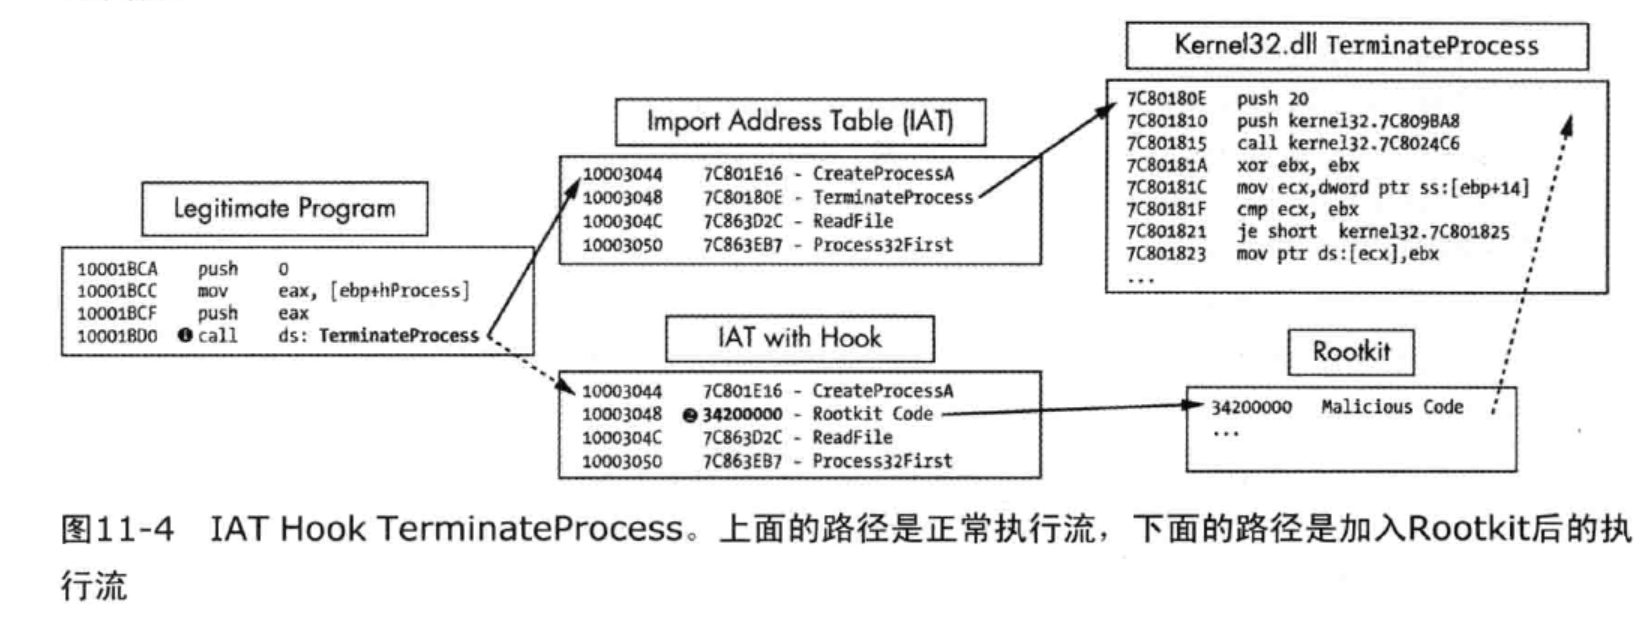 Kernel32.dll TerminateProcess
7C80180E push 20
7C801810 push kernel32.7C809BA8
7C801815 call kernel32.7C8024C6
7C80181A xor ebx, ebx
7C80181C mov ecx,dword ptr ss:[ebp+14]
7C80181F cmp ecx, ebx
7C801821 je short kernel32.7C801825
7C801823 mov ptr ds:[ecx],ebx
...
Import Address Table (IAT)
10003044 7C801E16 - CreateProcessA
10003048 7C80180E - TerminateProcess
1000304C 7C863D2C - ReadFile
10003050 7C863EB7 - Process32First
Legitimate Program
10001BCA push 0
10001BCC mov eax, [ebp+hProcess]
10001BCF push eax
10001BD0 ❶ call ds: TerminateProcess
IAT with Hook
10003044 7C801E16 - CreateProcessA
10003048 ❷ 34200000 - Rootkit Code
1000304C 7C863D2C - ReadFile
10003050 7C863EB7 - Process32First
Rootkit
34200000 Malicious Code
...
图11-4 IAT Hook TerminateProcess。上面的路径是正常执行流，下面的路径是加入Rootkit后的执
行流